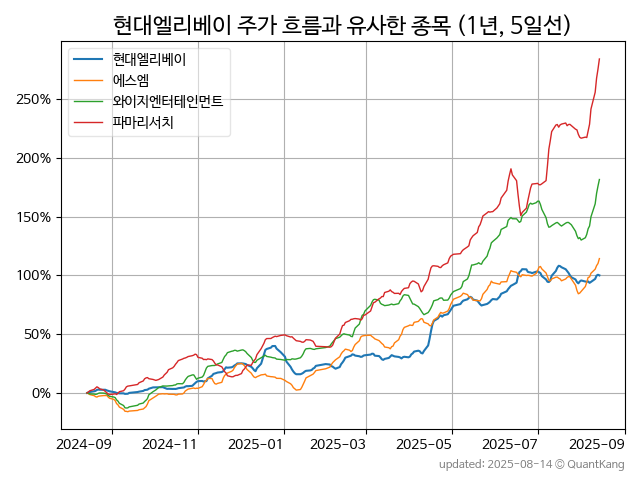 현대엘리베이 주가 흐름과 유사한 종목 (1년, 5일선)
현대엘리베이
에스엠
와이지엔터테인먼트
파마리서치
250%
200%
150%
100%
50%
0%
2024-09
2024-11
2025-01
2025-03
2025-05
2025-07
2025-09
updated: 2025-08-14 © QuantKang